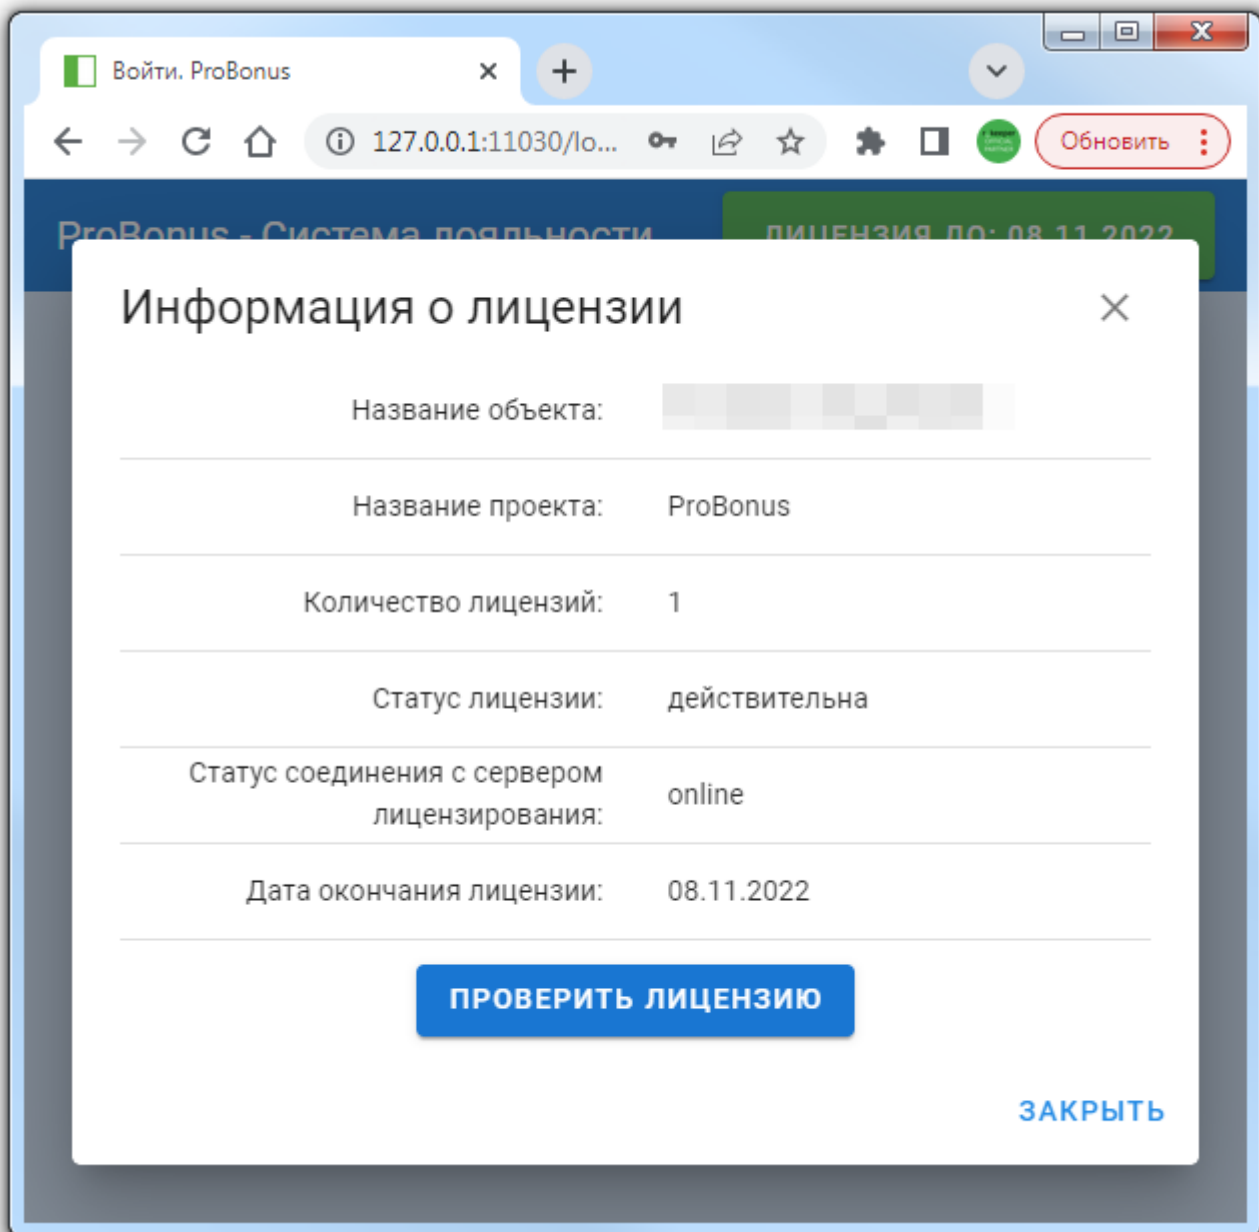 Войти. ProBonus
127.0.0.1:11030/lo...
Обновить
ProBonus - Система лояльности
ЛИЦЕНЗИЯ ДО: 08.11.2022
Информация о лицензии
Название объекта:
Название проекта: ProBonus
Количество лицензий: 1
Статус лицензии: действительна
Статус соединения с сервером
лицензирования: online
Дата окончания лицензии: 08.11.2022
ПРОВЕРИТЬ ЛИЦЕНЗИЮ
ЗАКРЫТЬ